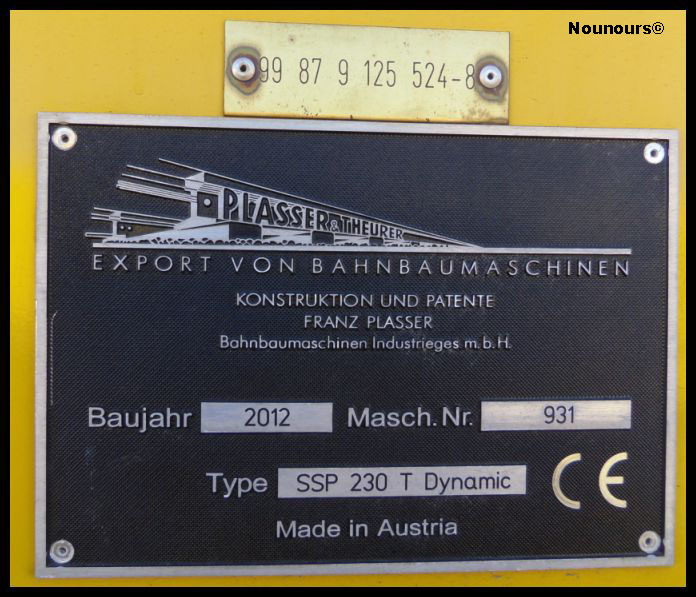 Nounours©
99 87 9 125 524-8
PLASSER & THEURER
EXPORT VON BAHNBAUMASCHINEN
KONSTRUKTION UND PATENTE
FRANZ PLASSER
Bahnbaumaschinen Industrieges m.b.H.
Baujahr 2012 Masch.Nr. 931
Type SSP 230 T Dynamic CE
Made in Austria